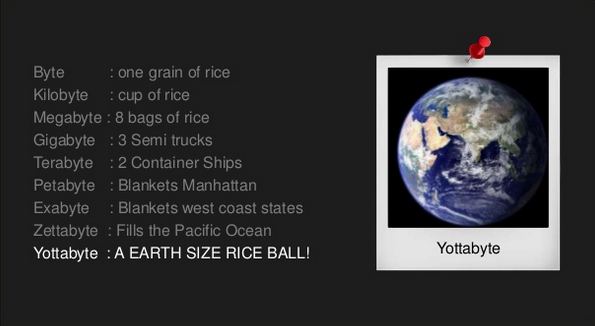 Byte : one grain of rice
Kilobyte : cup of rice
Megabyte : 8 bags of rice
Gigabyte : 3 Semi trucks
Terabyte : 2 Container Ships
Petabyte : Blankets Manhattan
Exabyte : Blankets west coast states
Zettabyte : Fills the Pacific Ocean
Yottabyte : A EARTH SIZE RICE BALL!
Yottabyte